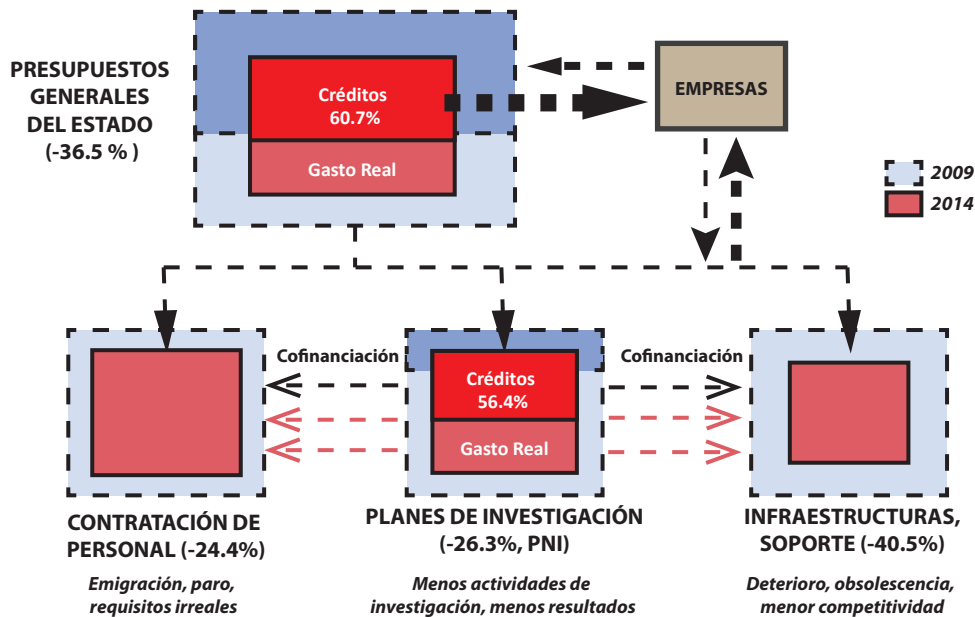 PRESUPUESTOS
GENERALES
DEL ESTADO
(-36.5 % )
Créditos
60.7%
Gasto Real
EMPRESAS
2009
2014
Cofinanciación
Créditos
56.4%
Gasto Real
Cofinanciación
CONTRATACIÓN DE
PERSONAL (-24.4%)
Emigración, paro,
requisitos irreales
PLANES DE INVESTIGACIÓN
(-26.3%, PNI)
Menos actividades de
investigación, menos resultados
INFRAESTRUCTURAS,
SOPORTE (-40.5%)
Deterioro, obsolescencia,
menor competitividad